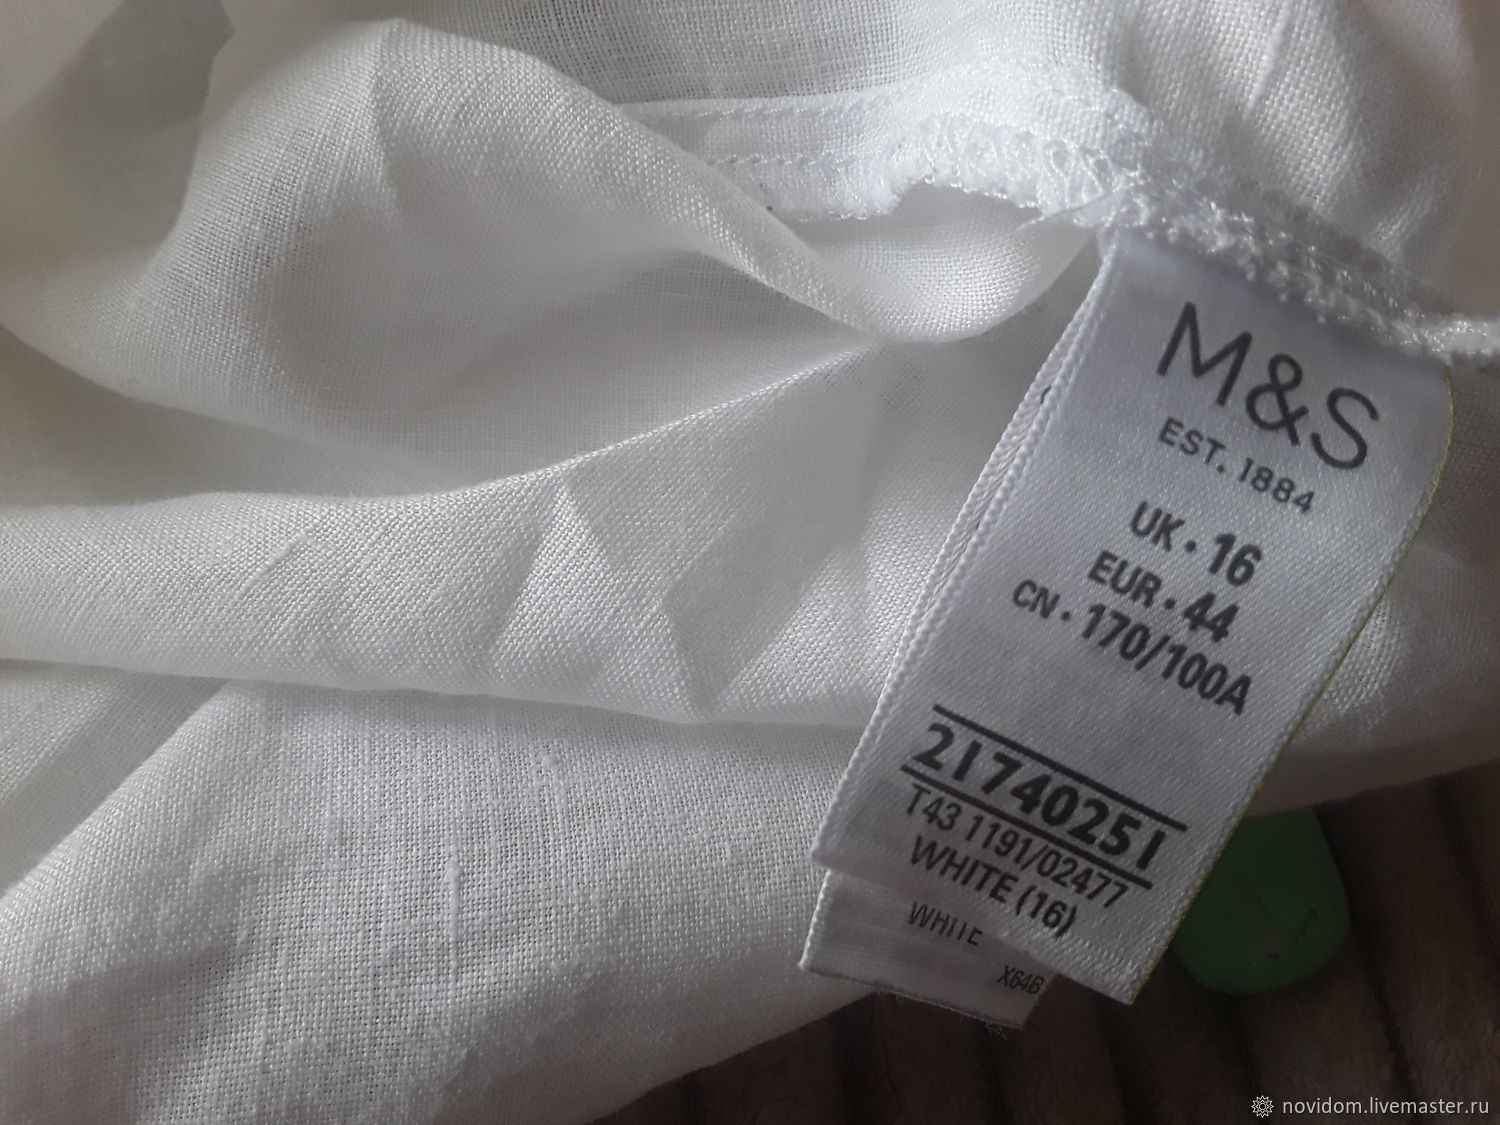 M&S
EST. 1884
UK • 16
EUR • 44
CN • 170/100A
21740251
T43 1191/02477
WHITE (16)
WHITE
X64B
novidom.livemaster.ru